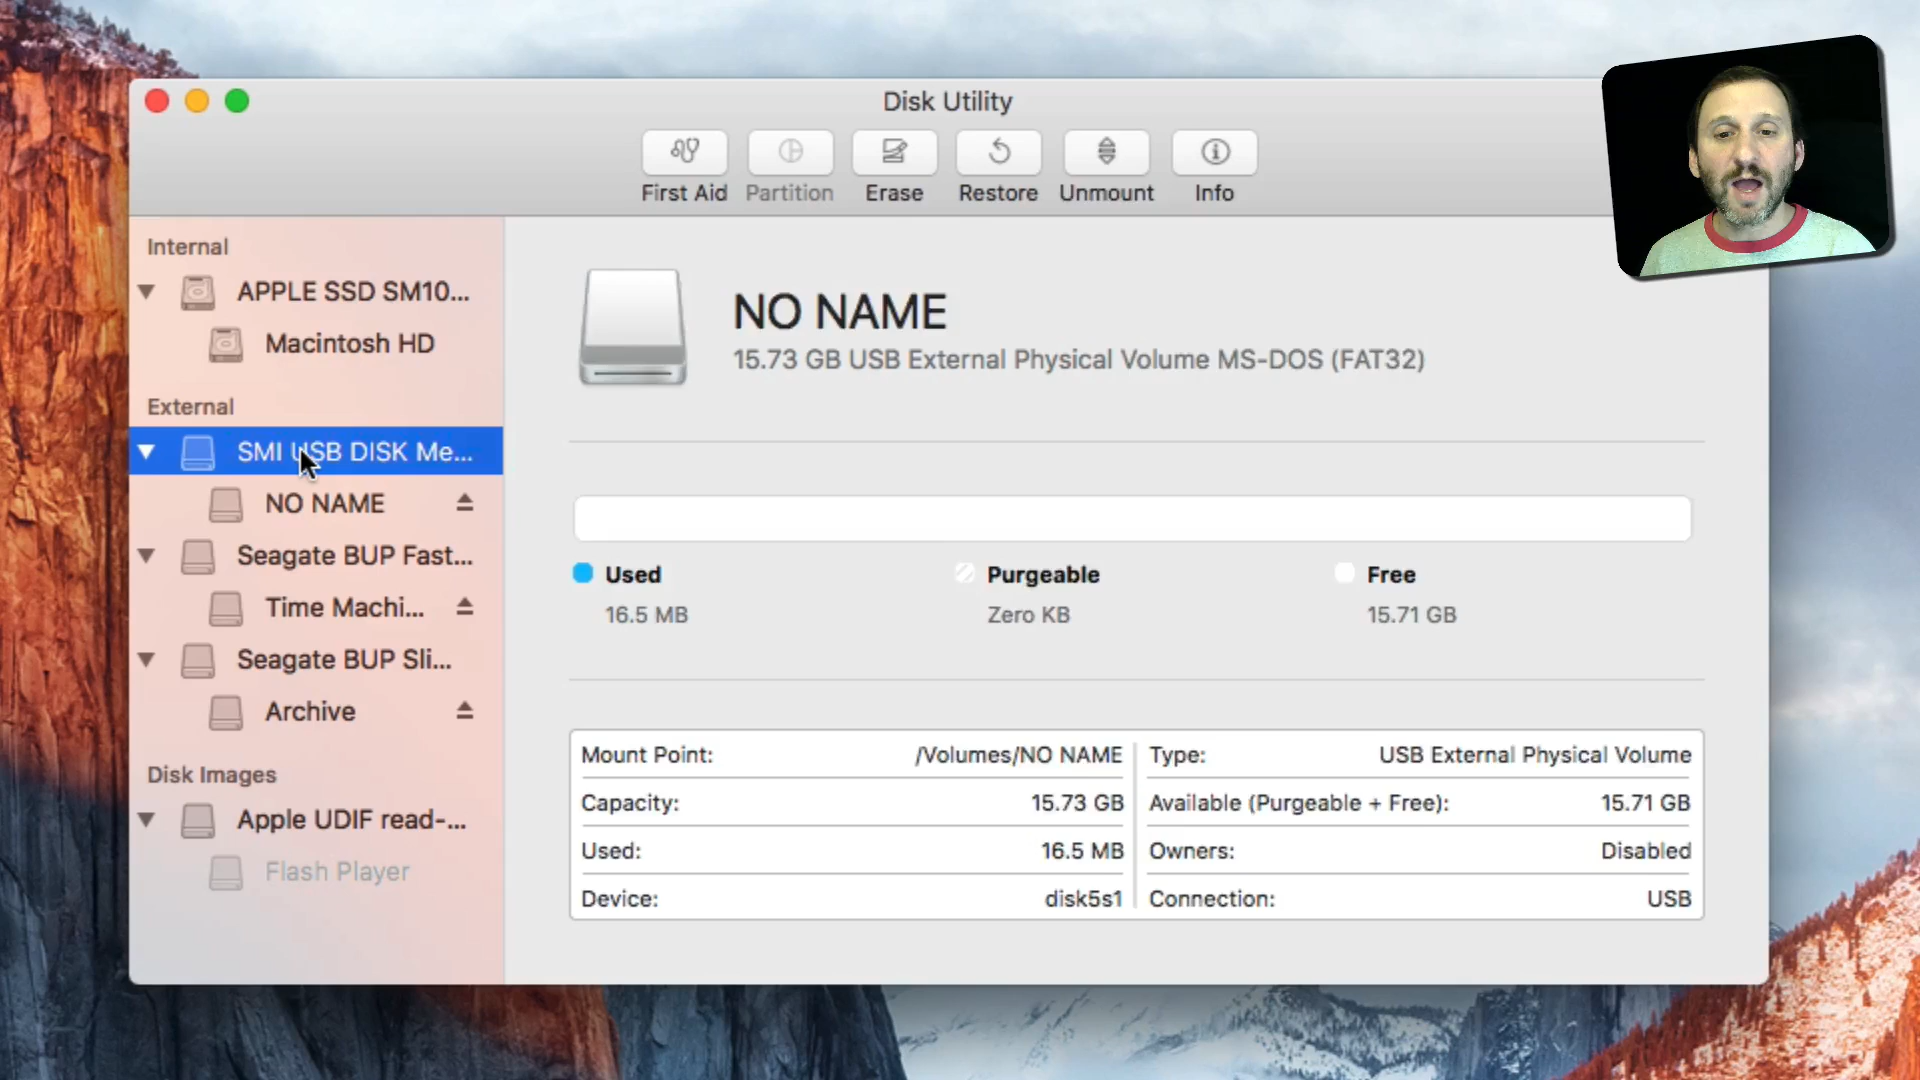 Disk Utility
First Aid Partition Erase Restore Unmount Info
Internal
APPLE SSD SM10...
Macintosh HD
External
SMI USB DISK Me...
NO NAME
Seagate BUP Fast...
Time Machi...
Seagate BUP Sli...
Archive
Disk Images
Apple UDIF read-...
Flash Player
NO NAME
15.73 GB USB External Physical Volume MS-DOS (FAT32)
Used Purgeable Free
16.5 MB Zero KB 15.71 GB
Mount Point: /Volumes/NO NAME Type: USB External Physical Volume
Capacity: 15.73 GB Available (Purgeable + Free): 15.71 GB
Used: 16.5 MB Owners: Disabled
Device: disk5s1 Connection: USB